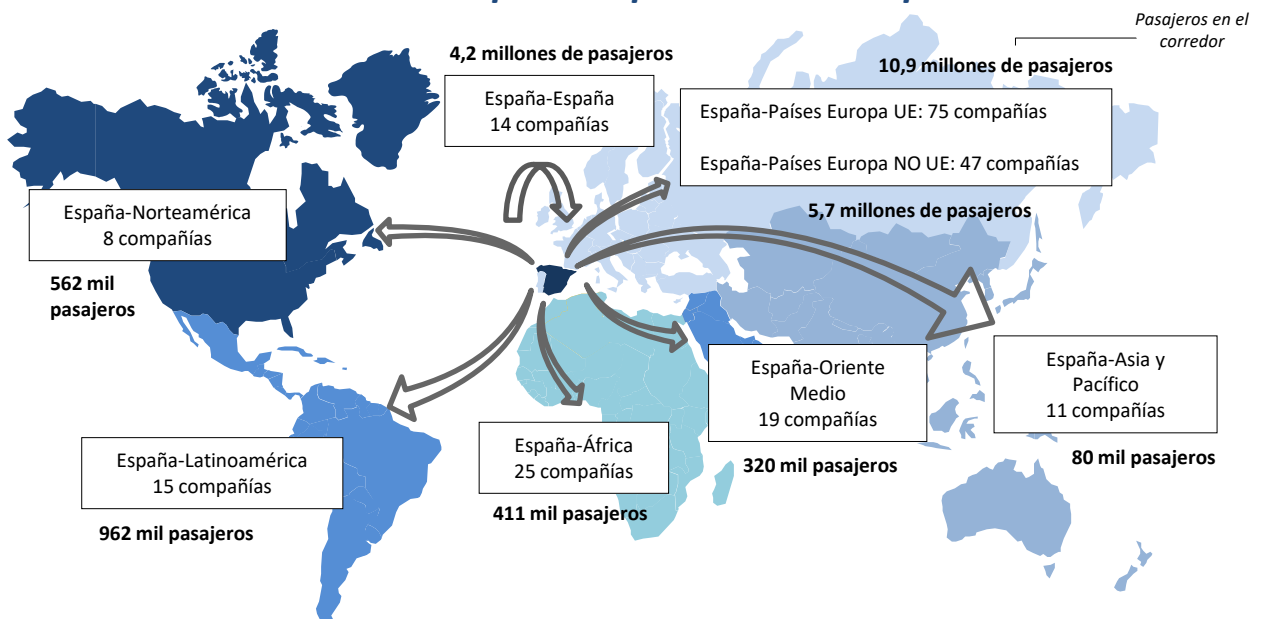 Pasajeros en el
corredor
4,2 millones de pasajeros
10,9 millones de pasajeros
España-España
14 compañías
España-Países Europa UE: 75 compañías
España-Países Europa NO UE: 47 compañías
5,7 millones de pasajeros
España-Norteamérica
8 compañías
562 mil
pasajeros
España-Oriente
Medio
19 compañías
320 mil pasajeros
España-Asia y
Pacífico
11 compañías
80 mil pasajeros
España-África
25 compañías
411 mil pasajeros
España-Latinoamérica
15 compañías
962 mil pasajeros